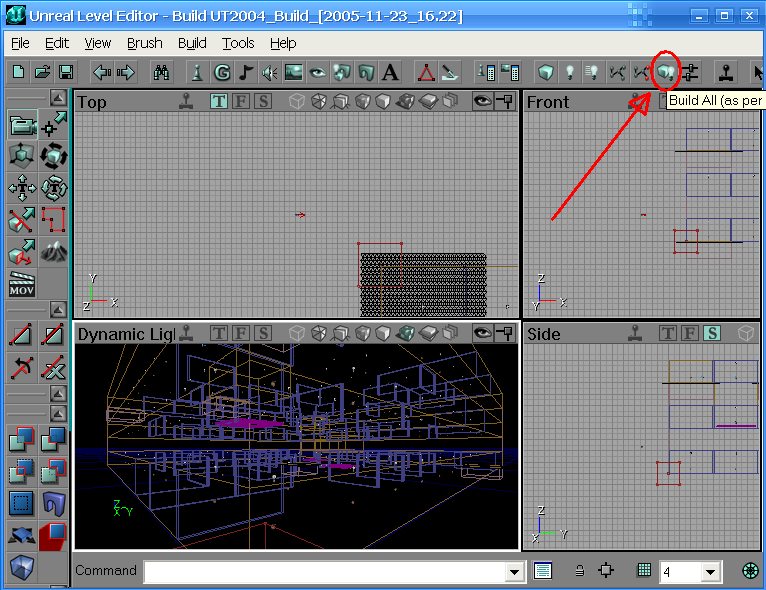 Unreal Level Editor - Build UT2004_Build_[2005-11-23_16.22]
File Edit View Brush Build Tools Help
Build All (as per
Top
T F S
Front
MOV
Y
Z X
Z
Y X
Dynamic Ligh
T F S
Side
T F S
Z
X Y
Z
X Y
Command
4